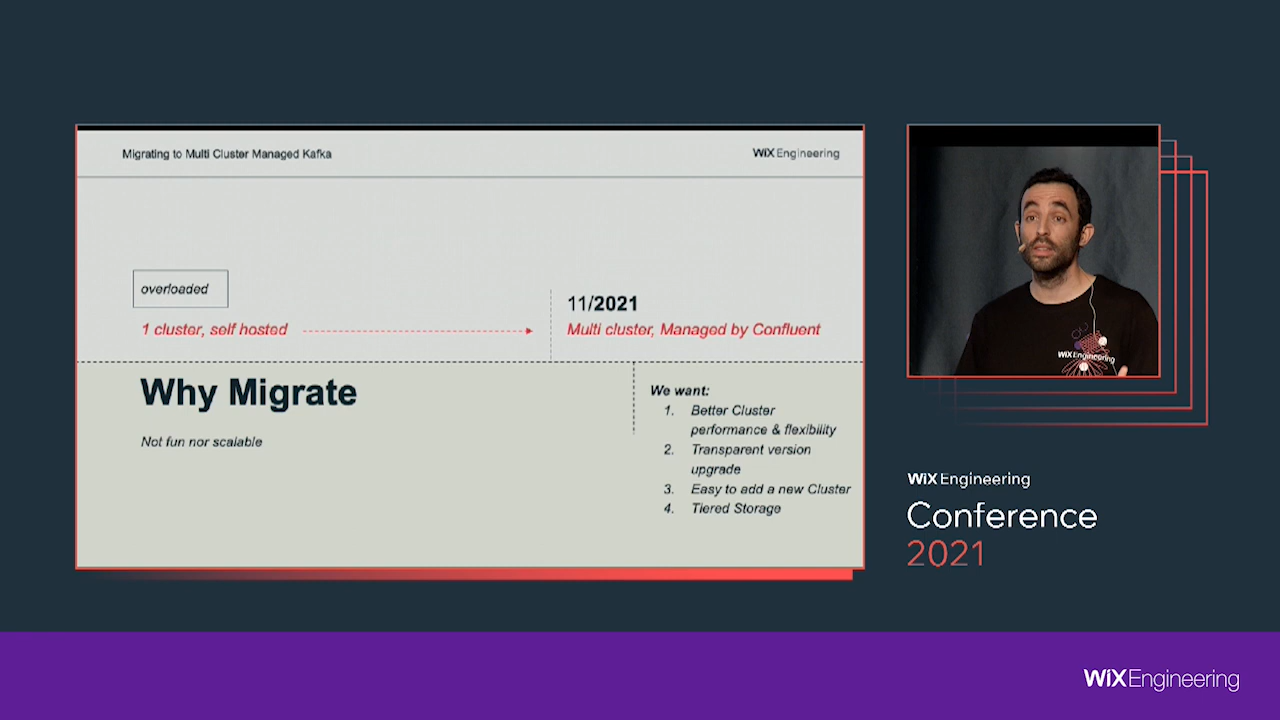 Migrating to Multi Cluster Managed Kafka
WiX Engineering
overloaded
11/2021
1 cluster, self hosted
Multi cluster, Managed by Confluent
Why Migrate
Not fun nor scalable
We want:
1. Better Cluster
performance & flexibility
2. Transparent version
upgrade
3. Easy to add a new Cluster
4. Tiered Storage
WiX Engineering
WiX Engineering
Conference
2021
WiX Engineering